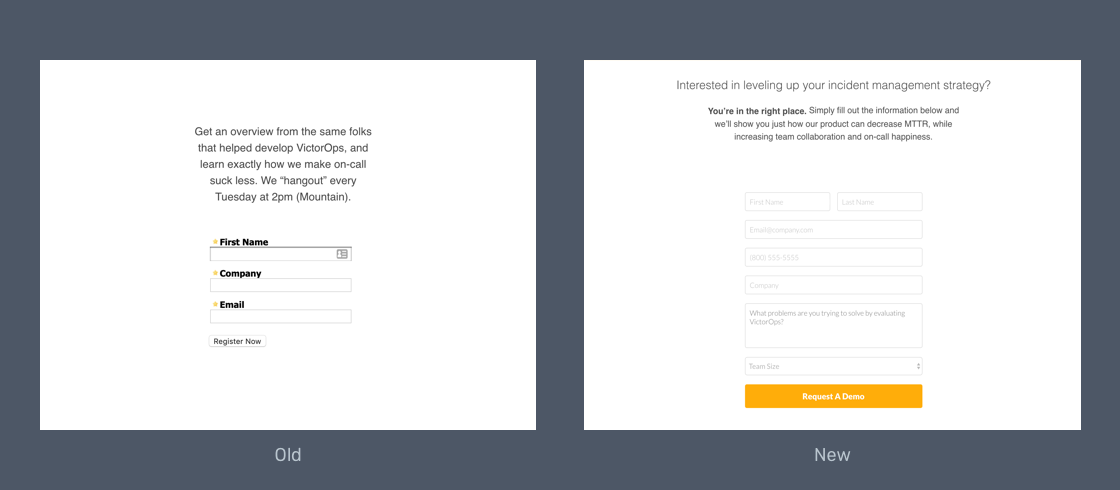 Get an overview from the same folks
that helped develop VictorOps, and
learn exactly how we make on-call
suck less. We “hangout” every
Tuesday at 2pm (Mountain).
* First Name
* Company
* Email
Register Now
Old
Interested in leveling up your incident management strategy?
You’re in the right place. Simply fill out the information below and
we’ll show you just how our product can decrease MTTR, while
increasing team collaboration and on-call happiness.
First Name Last Name
Email@company.com
(800) 555-5555
Company
What problems are you trying to solve by evaluating
VictorOps?
Team Size
Request A Demo
New